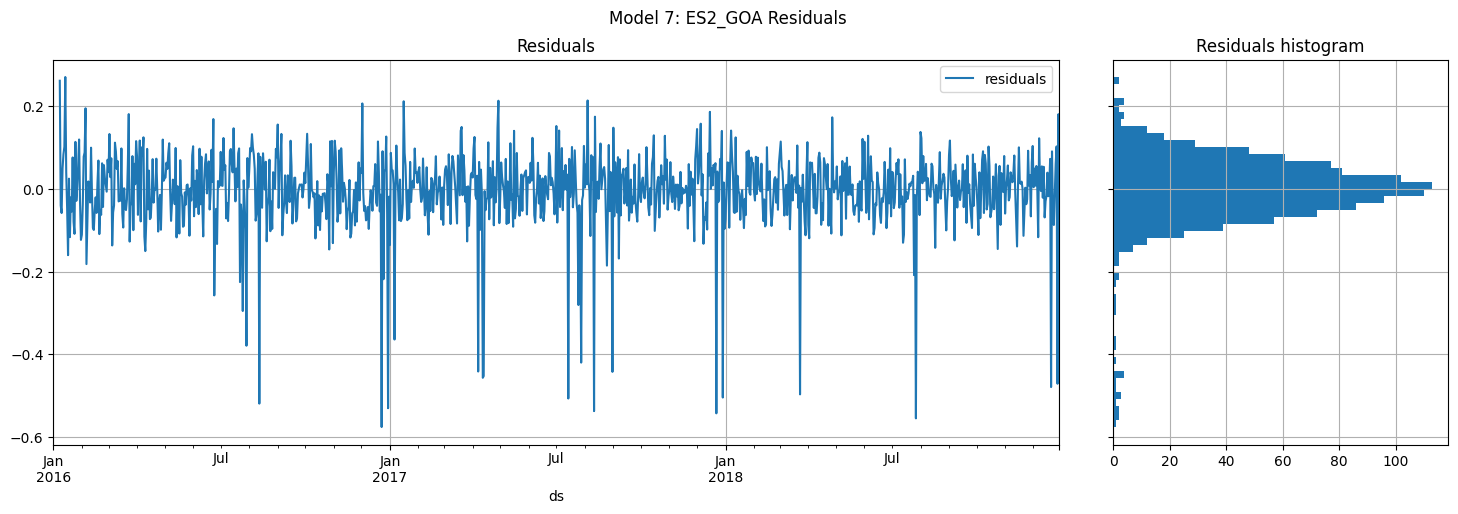 Model 7: ES2_GOA Residuals
Residuals
Residuals histogram
residuals
0.2
0.0
−0.2
−0.4
−0.6
Jan
2016
Jul
Jan
2017
Jul
Jan
2018
Jul
ds
0
20
40
60
80
100